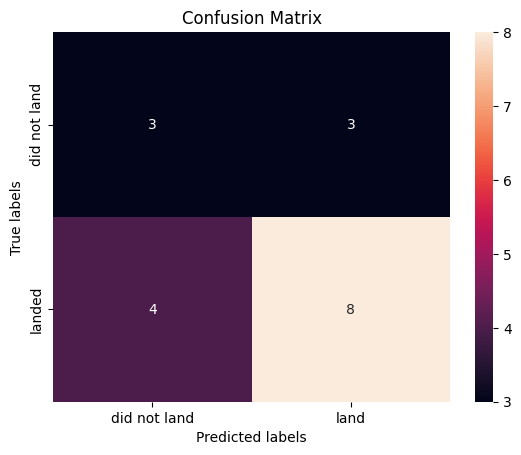 Confusion Matrix
True labels
did not land
landed
3 3
4 8
8
7
6
5
4
3
did not land land
Predicted labels